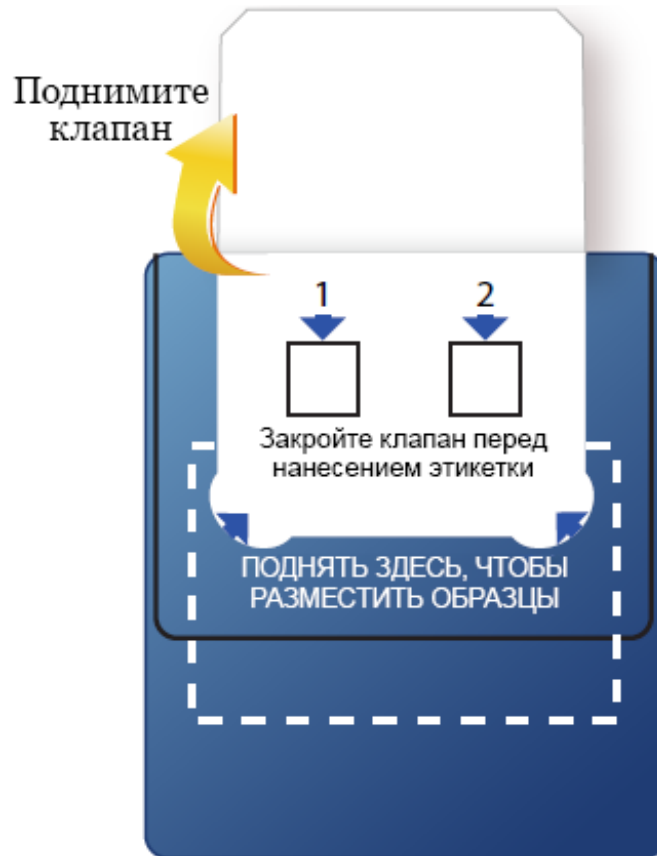 Поднимите
клапан
1
2
Закройте клапан перед
нанесением этикетки
ПОДНЯТЬ ЗДЕСЬ, ЧТОБЫ
РАЗМЕСТИТЬ ОБРАЗЦЫ